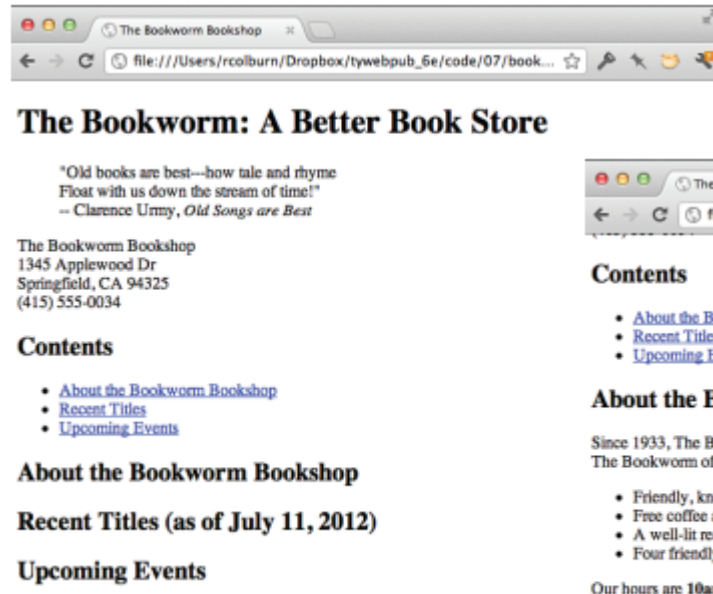 The Bookworm Bookshop
file:///Users/rcolburn/Dropbox/tywebpub_6e/code/07/book...
The Bookworm: A Better Book Store
"Old books are best---how tale and rhyme
Float with us down the stream of time!"
-- Clarence Urmy, Old Songs are Best
The Bookworm Bookshop
1345 Applewood Dr
Springfield, CA 94325
(415) 555-0034
Contents
• About the Bookworm Bookshop
• Recent Titles
• Upcoming Events
About the Bookworm Bookshop
Recent Titles (as of July 11, 2012)
Upcoming Events
The
Contents
• About the B
• Recent Title
• Upcoming E
About the B
Since 1933, The B
The Bookworm of
• Friendly, kn
• Free coffee
• A well-lit re
• Four friendl
Our hours are 10a